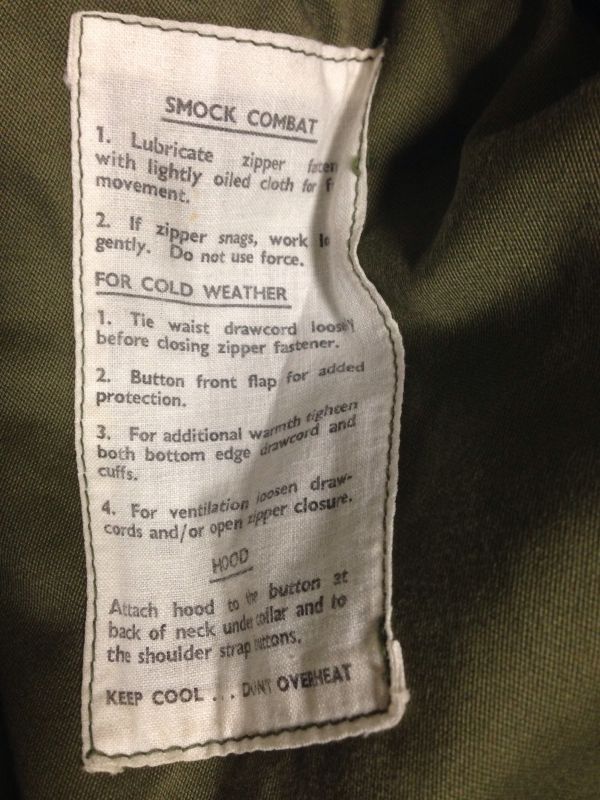 SMOCK COMBAT
1. Lubricate zipper
with lightly oiled cloth for
movement.
2. If zipper snags, work
gently. Do not use force.
FOR COLD WEATHER
1. Tie waist drawcord loosely
before closing zipper fastener.
2. Button front flap for added
protection.
3. For additional warmth tighten
both bottom edge drawcord and
cuffs.
4. For ventilation loosen draw-
cords and/or open zipper closure.
HOOD
Attach hood to the button at
back of neck under collar and to
the shoulder strap buttons.
KEEP COOL ... DONT OVERHEAT